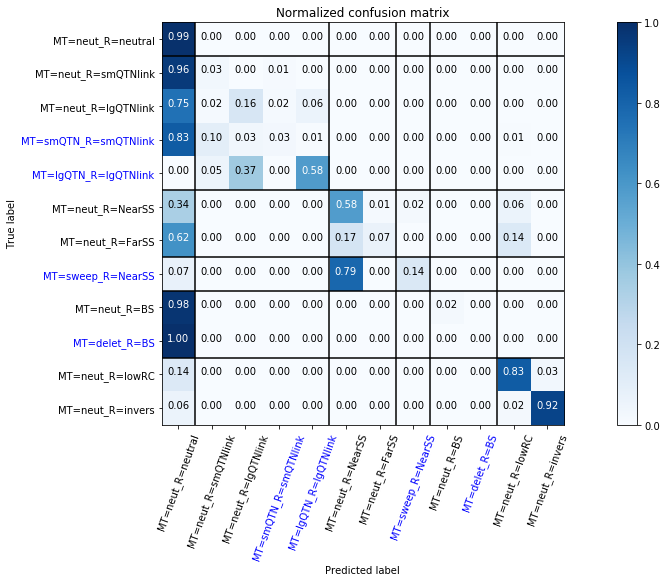 Normalized confusion matrix
True label
MT=neut_R=neutral 0.99 0.00 0.00 0.00 0.00 0.00 0.00 0.00 0.00 0.00 0.00 0.00
MT=neut_R=smQTNlink 0.96 0.03 0.00 0.01 0.00 0.00 0.00 0.00 0.00 0.00 0.00 0.00
MT=neut_R=lgQTNlink 0.75 0.02 0.16 0.02 0.06 0.00 0.00 0.00 0.00 0.00 0.00 0.00
MT=smQTN_R=smQTNlink 0.83 0.10 0.03 0.03 0.01 0.00 0.00 0.00 0.00 0.00 0.01 0.00
MT=lgQTN_R=lgQTNlink 0.00 0.05 0.37 0.00 0.58 0.00 0.00 0.00 0.00 0.00 0.00 0.00
MT=neut_R=NearSS 0.34 0.00 0.00 0.00 0.00 0.58 0.01 0.02 0.00 0.00 0.06 0.00
MT=neut_R=FarSS 0.62 0.00 0.00 0.00 0.00 0.17 0.07 0.00 0.00 0.00 0.14 0.00
MT=sweep_R=NearSS 0.07 0.00 0.00 0.00 0.00 0.79 0.00 0.14 0.00 0.00 0.00 0.00
MT=neut_R=BS 0.98 0.00 0.00 0.00 0.00 0.00 0.00 0.00 0.02 0.00 0.00 0.00
MT=delet_R=BS 1.00 0.00 0.00 0.00 0.00 0.00 0.00 0.00 0.00 0.00 0.00 0.00
MT=neut_R=lowRC 0.14 0.00 0.00 0.00 0.00 0.00 0.00 0.00 0.00 0.00 0.83 0.03
MT=neut_R=invers 0.06 0.00 0.00 0.00 0.00 0.00 0.00 0.00 0.00 0.00 0.02 0.92
MT=neut_R=neutral
MT=neut_R=smQTNlink
MT=neut_R=lgQTNlink
MT=smQTN_R=smQTNlink
MT=lgQTN_R=lgQTNlink
MT=neut_R=NearSS
MT=neut_R=FarSS
MT=sweep_R=NearSS
MT=neut_R=BS
MT=delet_R=BS
MT=neut_R=lowRC
MT=neut_R=invers
Predicted label
1.0
0.8
0.6
0.4
0.2
0.0